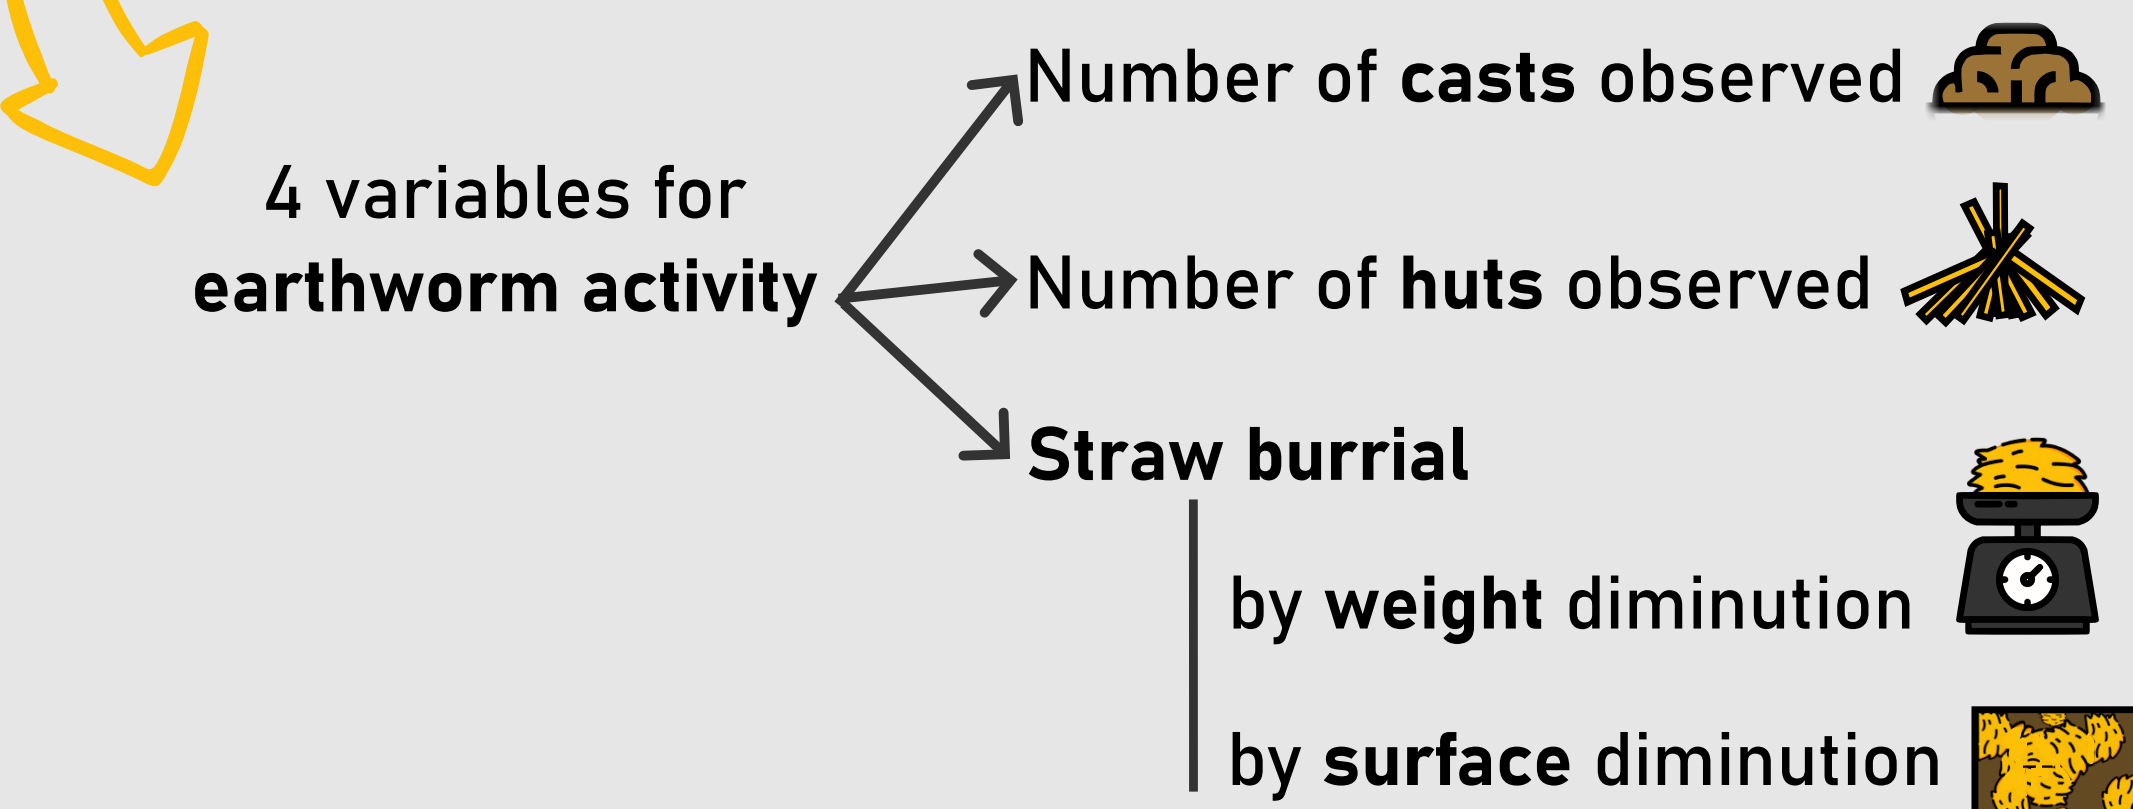 Number of casts observed
4 variables for
earthworm activity
Number of huts observed
Straw burrial
by weight diminution
by surface diminution